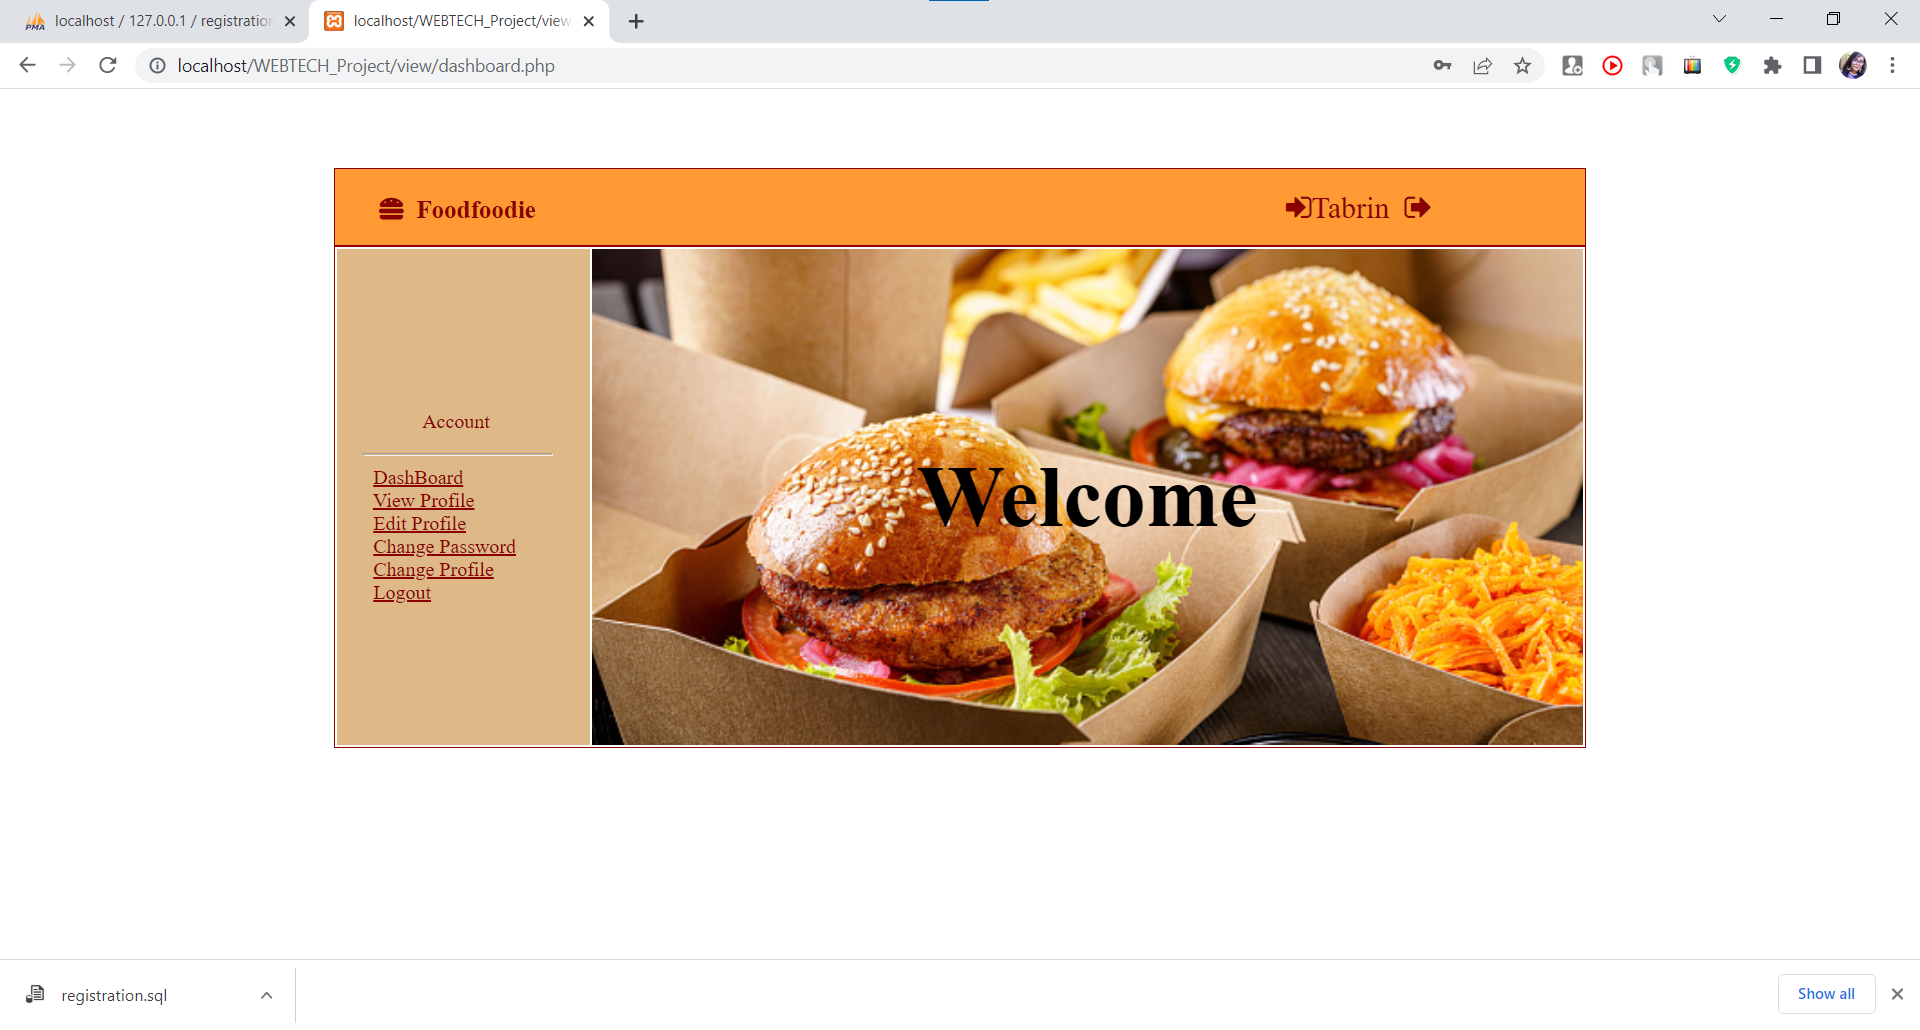 localhost / 127.0.0.1 / registration
localhost/WEBTECH_Project/view
localhost/WEBTECH_Project/view/dashboard.php
Foodfoodie
Tabrin
Account
DashBoard
View Profile
Edit Profile
Change Password
Change Profile
Logout
Welcome
registration.sql
Show all